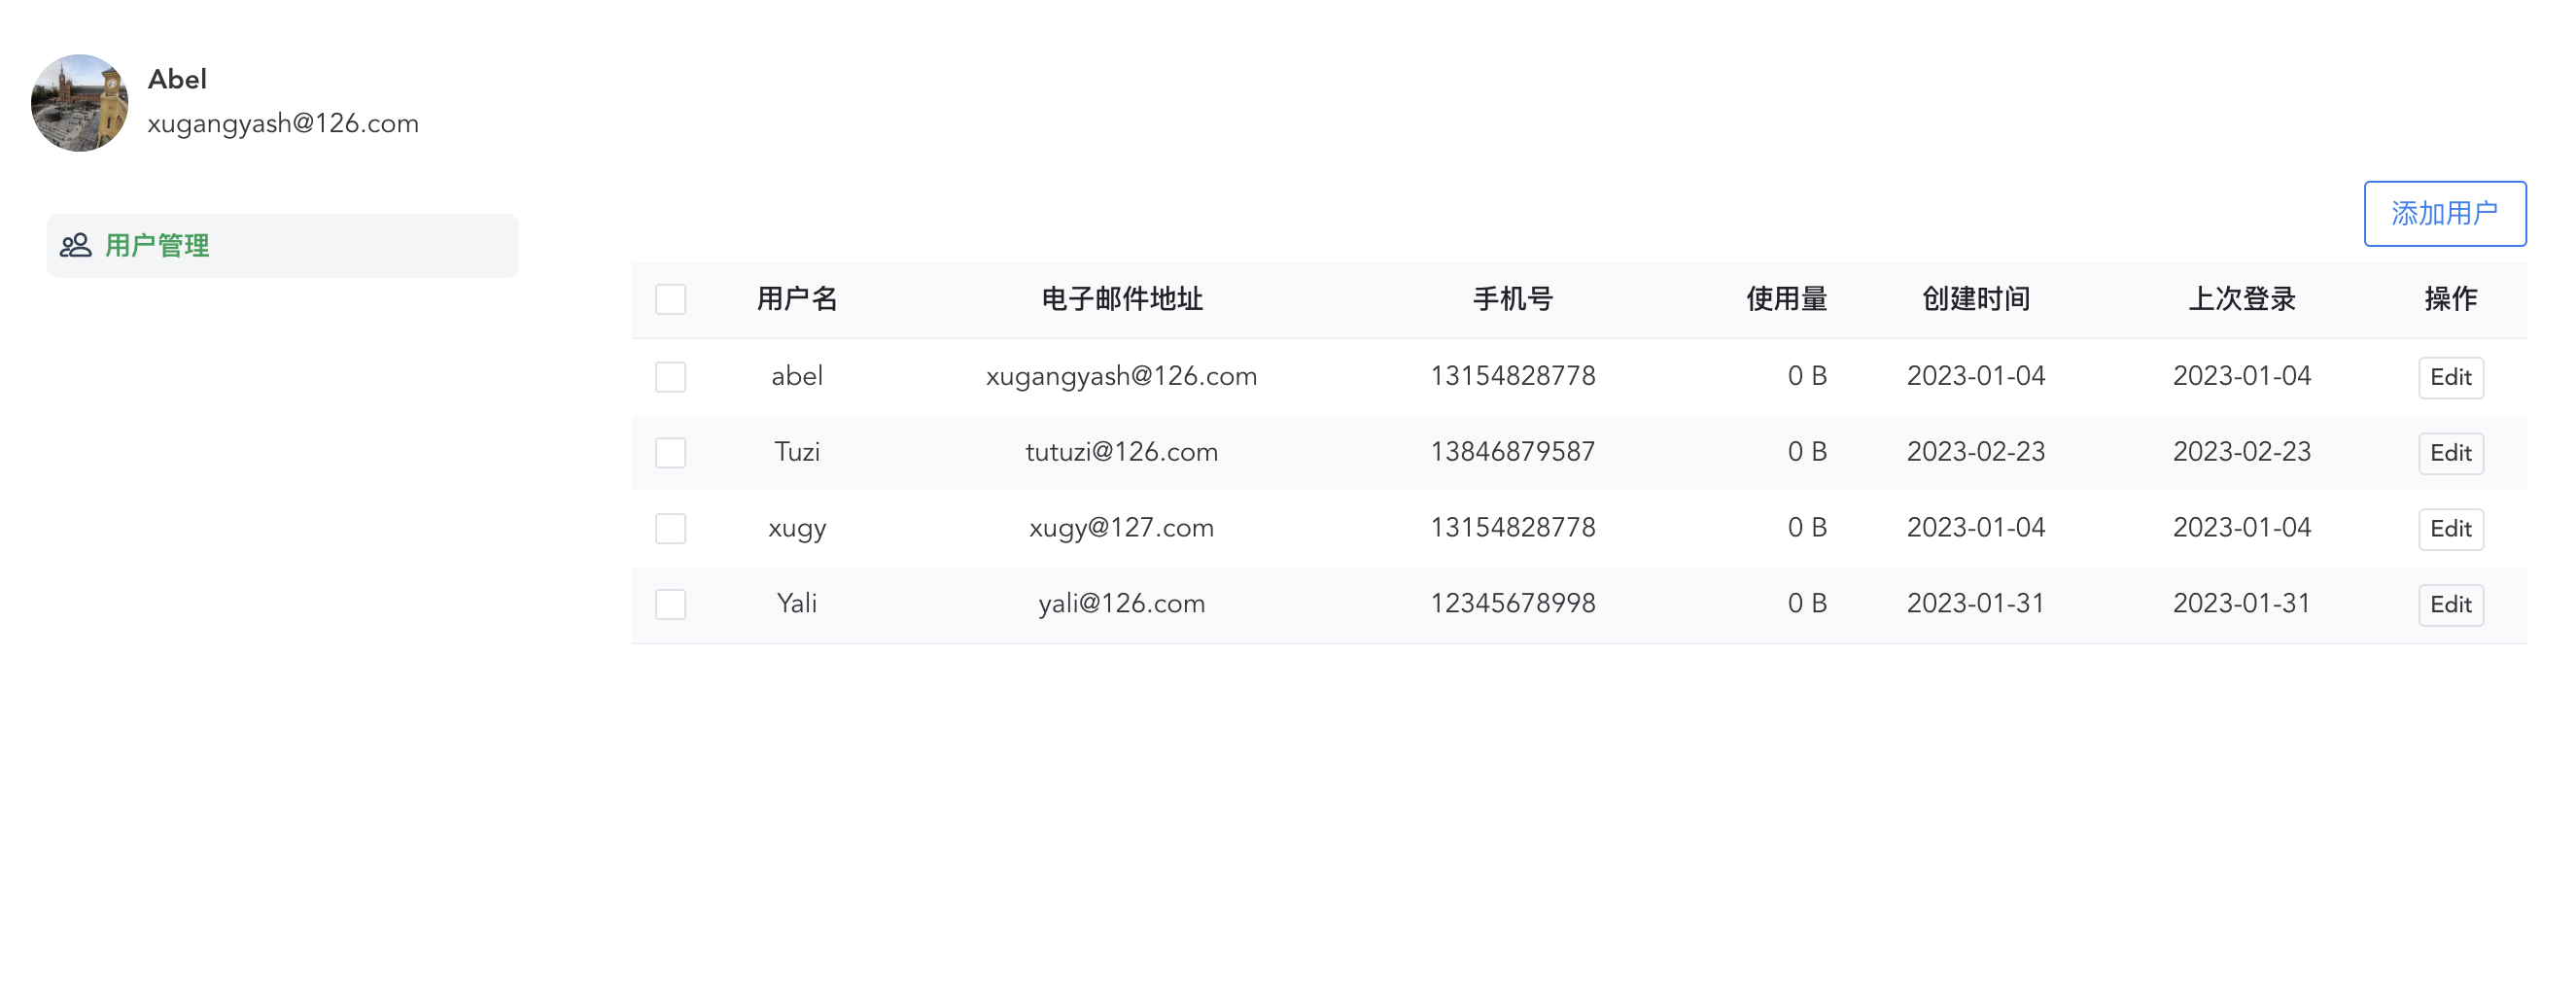 Abel
xugangyash@126.com
用户管理
添加用户
用户名 电子邮件地址 手机号 使用量 创建时间 上次登录 操作
abel xugangyash@126.com 13154828778 0 B 2023-01-04 2023-01-04 Edit
Tuzi tutuzi@126.com 13846879587 0 B 2023-02-23 2023-02-23 Edit
xugy xugy@127.com 13154828778 0 B 2023-01-04 2023-01-04 Edit
Yali yali@126.com 12345678998 0 B 2023-01-31 2023-01-31 Edit